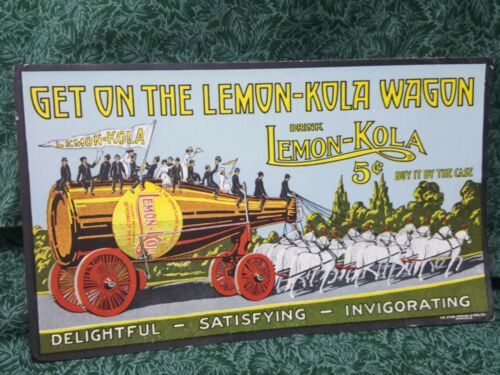 GET ON THE LEMON-KOLA WAGON
DRINK
LEMON-KOLA
5¢
BUY IT BY THE CASE
LEMON-KOLA
LEMON-KOLA
DELIGHTFUL - SATISFYING - INVIGORATING